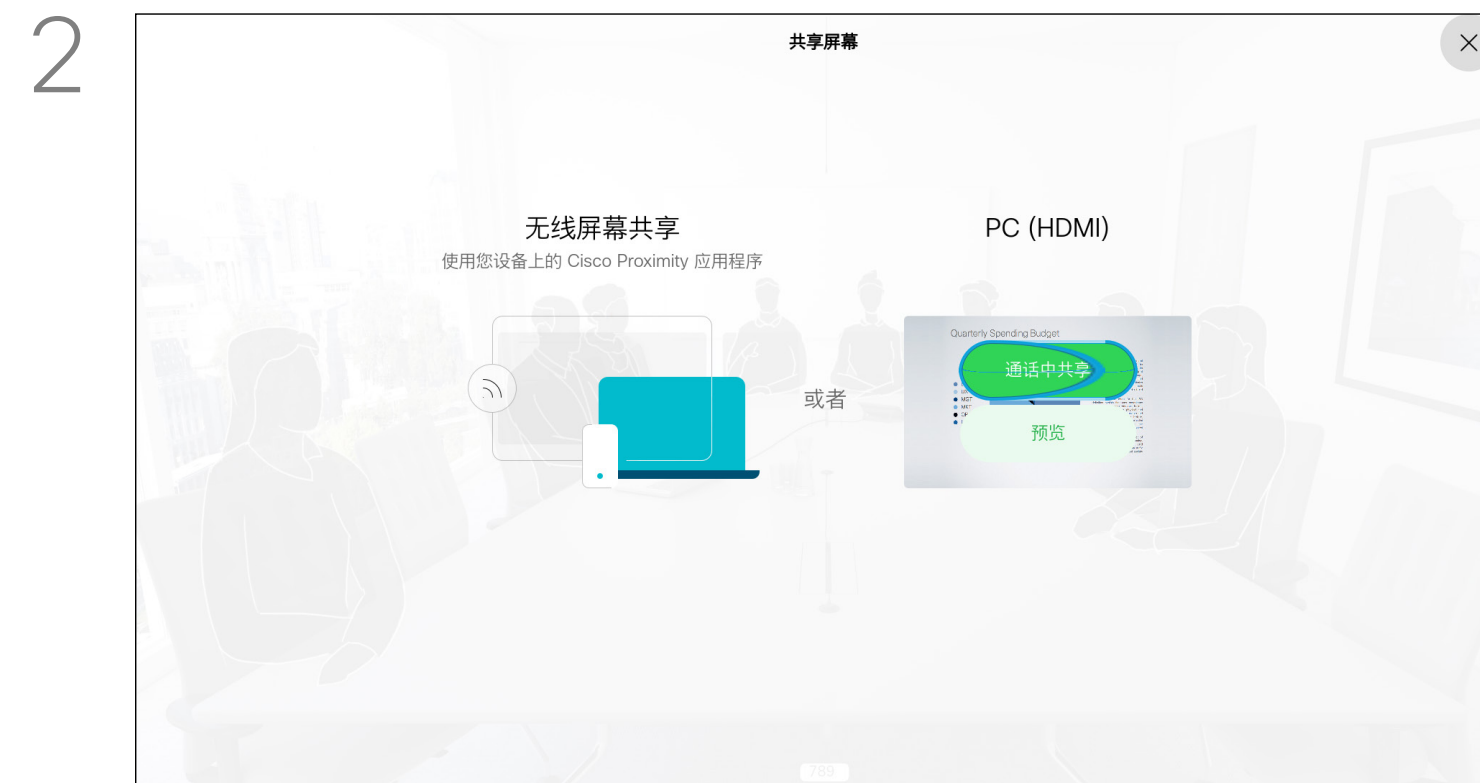 2
共享屏幕
无线屏幕共享
使用您设备上的 Cisco Proximity 应用程序
PC (HDMI)
Quarterly Spending Budget
通话中共享
或者
预览
789